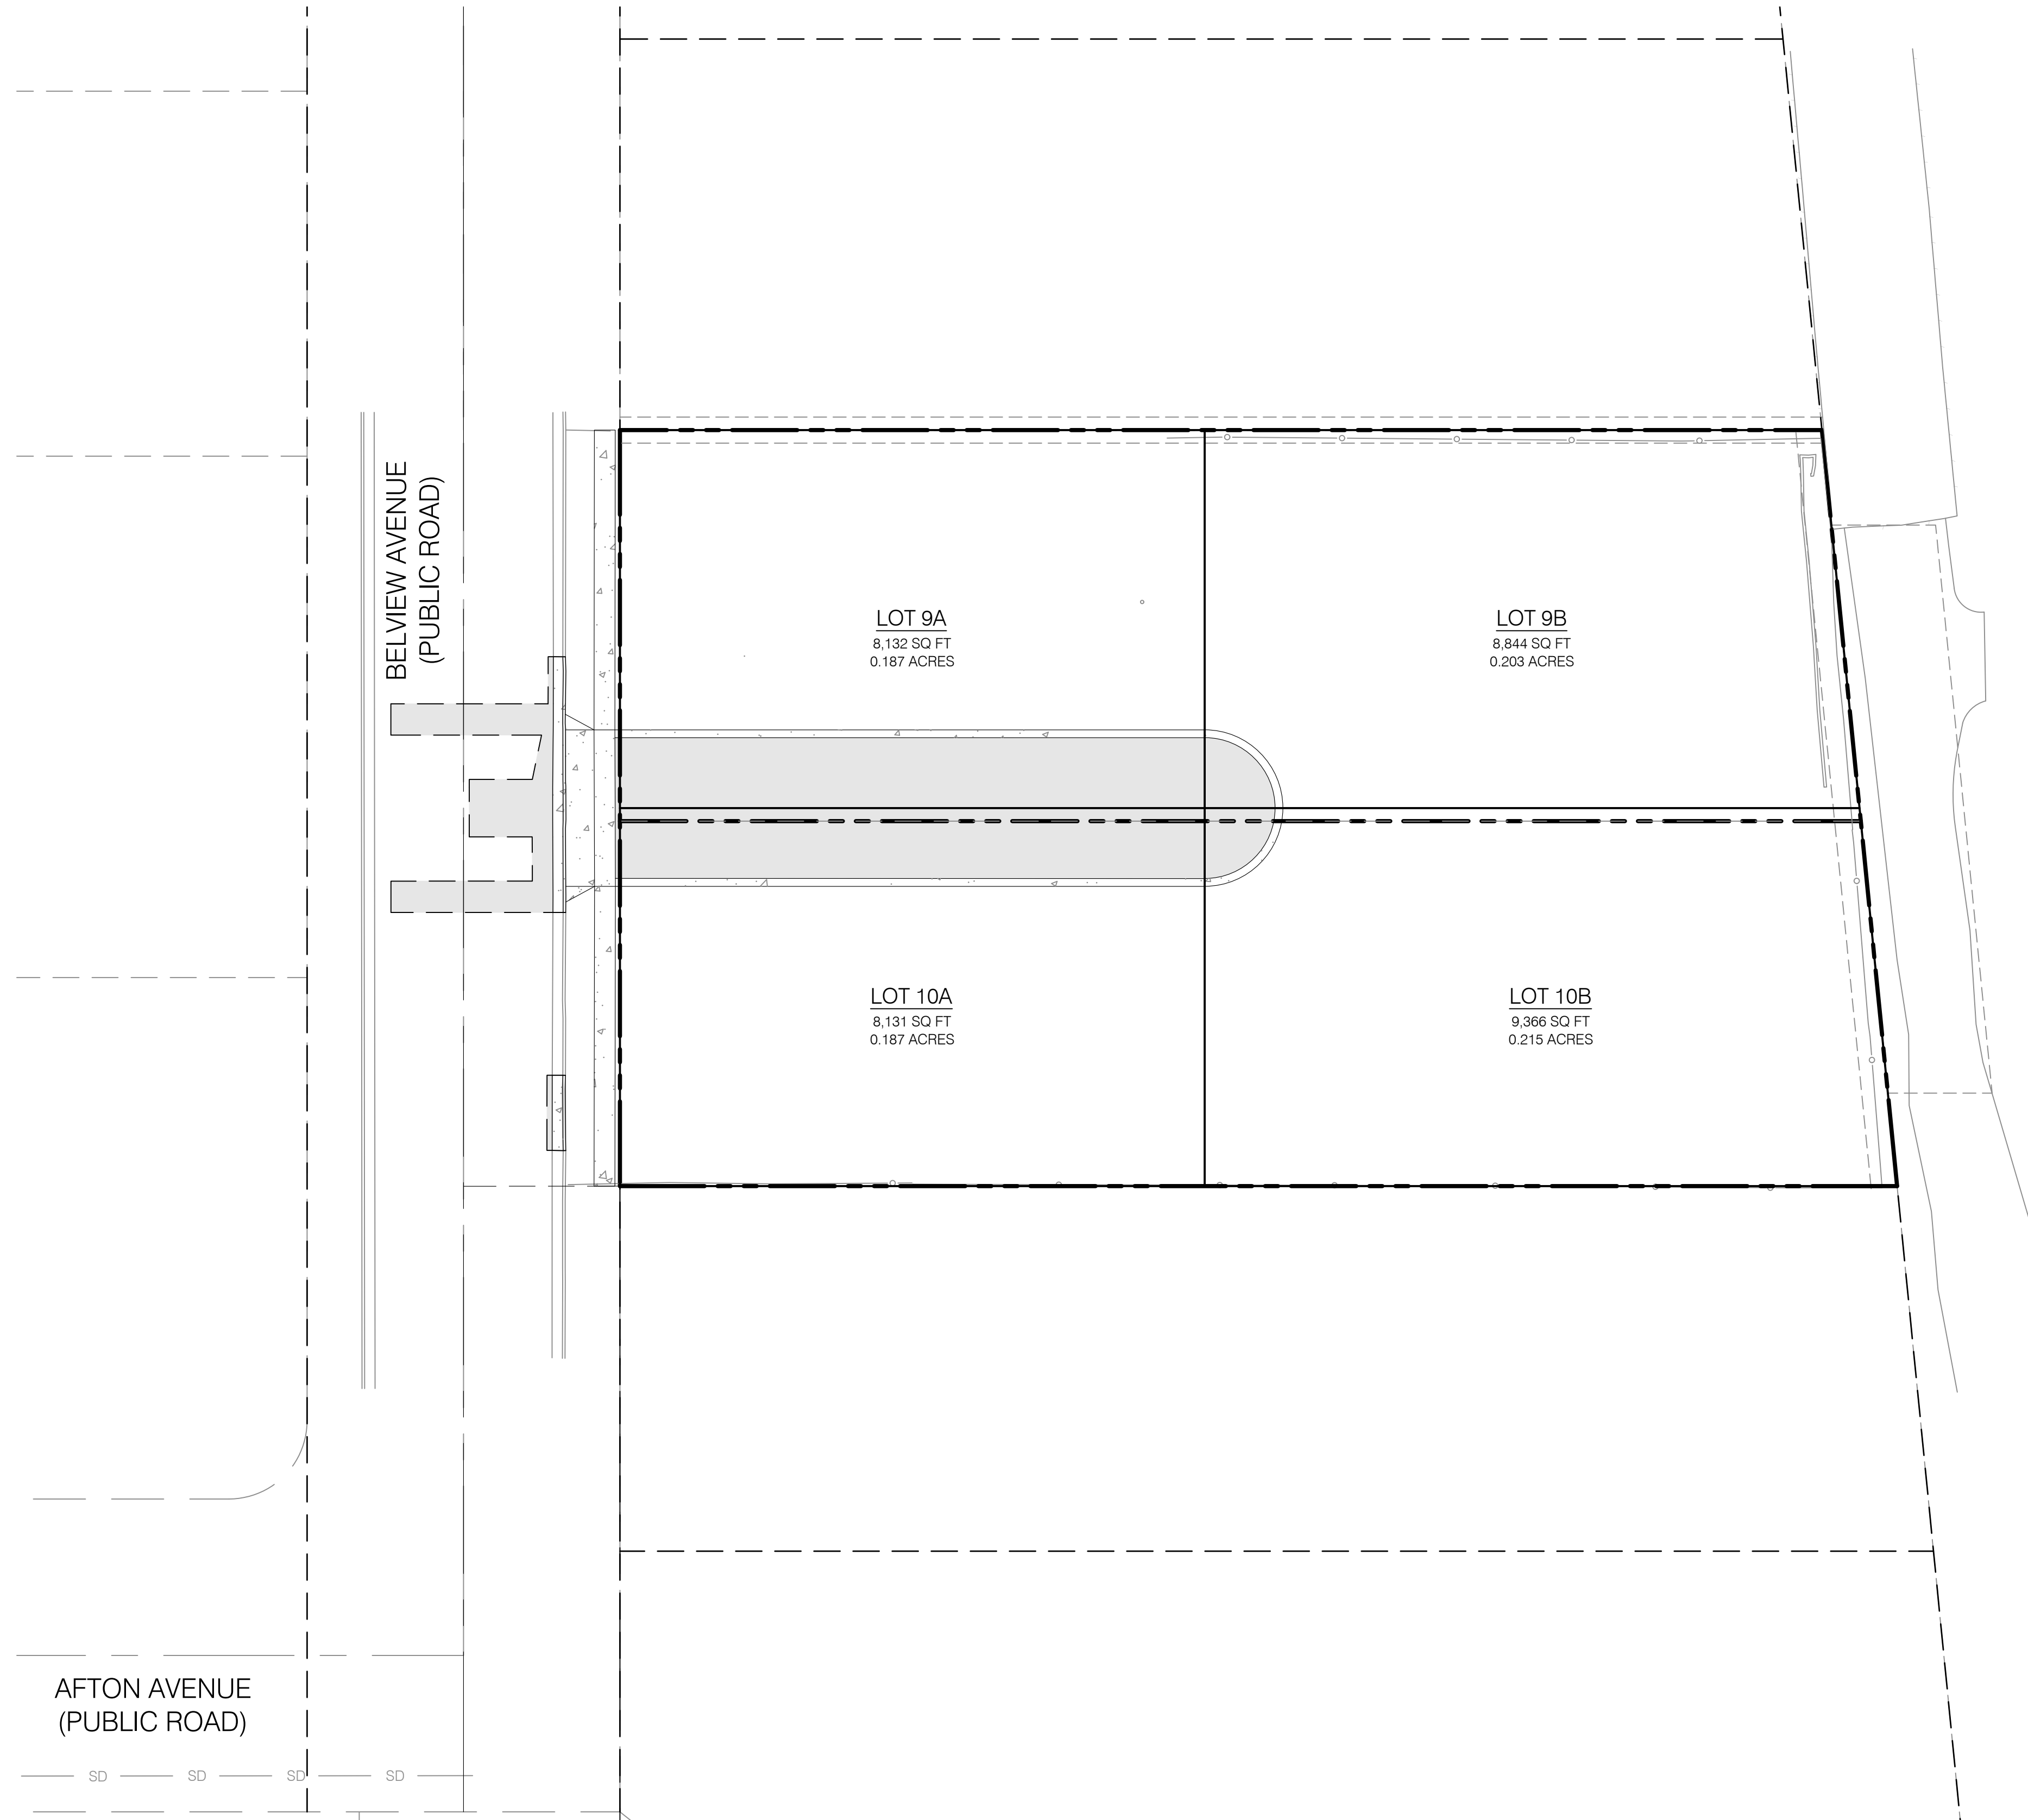 BELVIEW AVENUE
(PUBLIC ROAD)
LOT 9A
8,132 SQ FT
0.187 ACRES
LOT 9B
8,844 SQ FT
0.203 ACRES
LOT 10A
8,131 SQ FT
0.187 ACRES
LOT 10B
9,366 SQ FT
0.215 ACRES
AFTON AVENUE
(PUBLIC ROAD)
SD SD SD SD